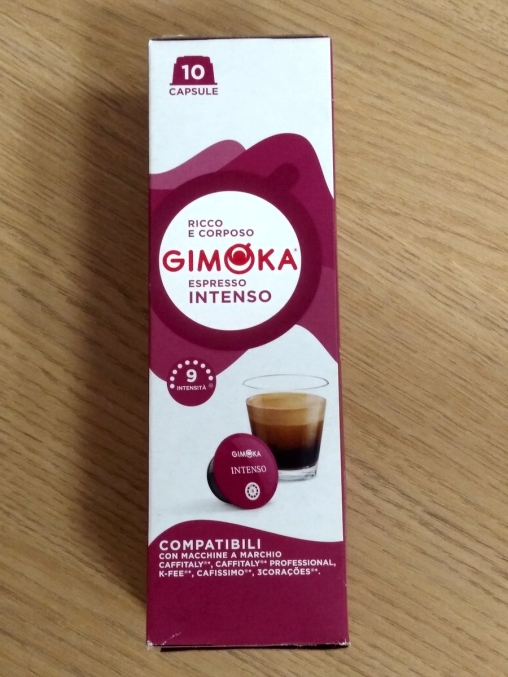 10
CAPSULE
RICCO
E CORPOSO
GIMOKA®
ESPRESSO
INTENSO
9
INTENSITÀ
GIMOKA
INTENSO
COMPATIBILI
CON MACCHINE A MARCHIO
CAFFITALY®*, CAFFITALY®* PROFESSIONAL,
K-FEE®*, CAFISSIMO®*, 3CORAÇÕES®*.